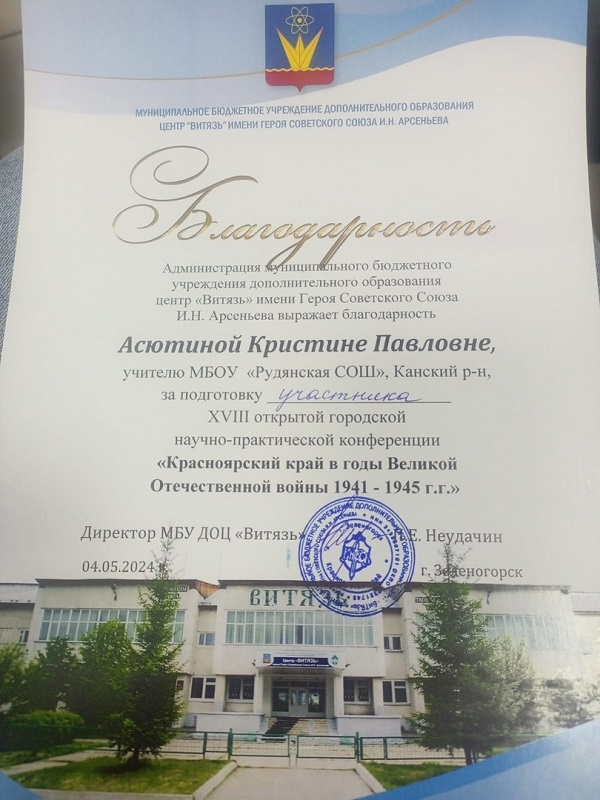 МУНИЦИПАЛЬНОЕ БЮДЖЕТНОЕ УЧРЕЖДЕНИЕ ДОПОЛНИТЕЛЬНОГО ОБРАЗОВАНИЯ
ЦЕНТР "ВИТЯЗЬ" ИМЕНИ ГЕРОЯ СОВЕТСКОГО СОЮЗА И.Н. АРСЕНЬЕВА
Благодарность
Администрация муниципального бюджетного
учреждения дополнительного образования
центр «Витязь» имени Героя Советского Союза
И.Н. Арсеньева выражает благодарность
Асютиной Кристине Павловне,
учителю МБОУ «Рудянская СОШ», Канский р-н,
за подготовку участника
XVIII открытой городской
научно-практической конференции
«Красноярский край в годы Великой
Отечественной войны 1941 - 1945 г.г.»
Директор МБУ ДОЦ «Витязь» Е. Неудачин
04.05.2024 г. г. Зеленогорск
ВИТЯЗЬ
Центр «ВИТЯЗЬ»